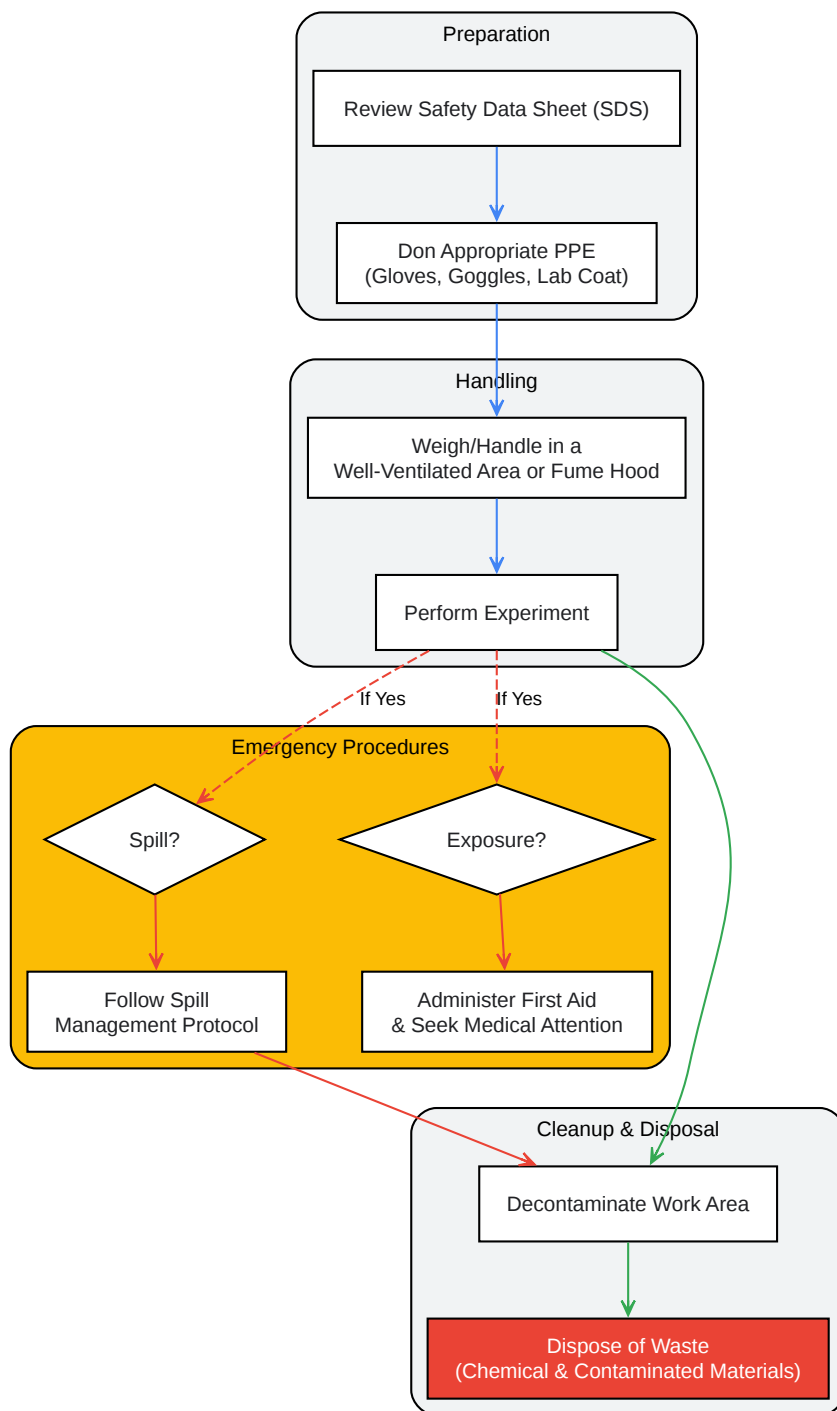 Preparation
Review Safety Data Sheet (SDS)
Don Appropriate PPE
(Gloves, Goggles, Lab Coat)
Handling
Weigh/Handle in a
Well-Ventilated Area or Fume Hood
Perform Experiment
If Yes
If Yes
Emergency Procedures
Spill?
Exposure?
Follow Spill
Management Protocol
Administer First Aid
& Seek Medical Attention
Cleanup & Disposal
Decontaminate Work Area
Dispose of Waste
(Chemical & Contaminated Materials)